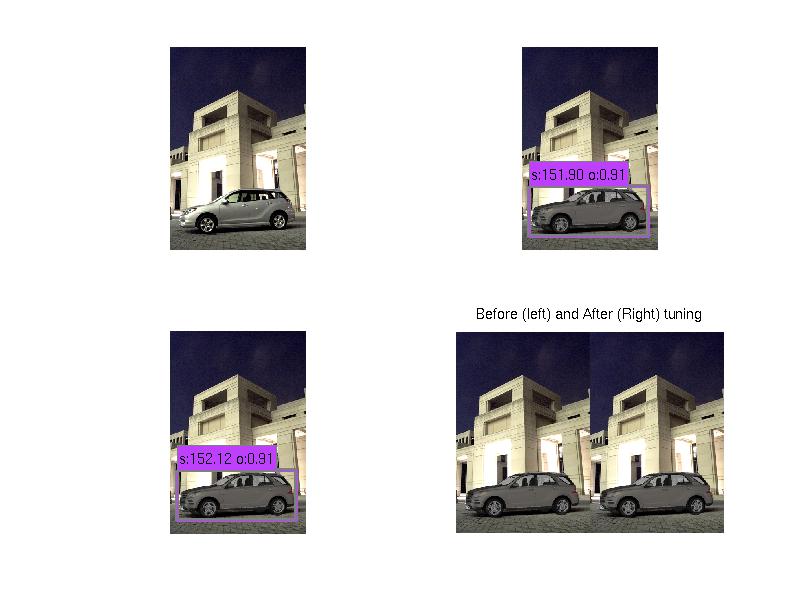 s:151.90 o:0.91
Before (left) and After (Right) tuning
s:152.12 o:0.91